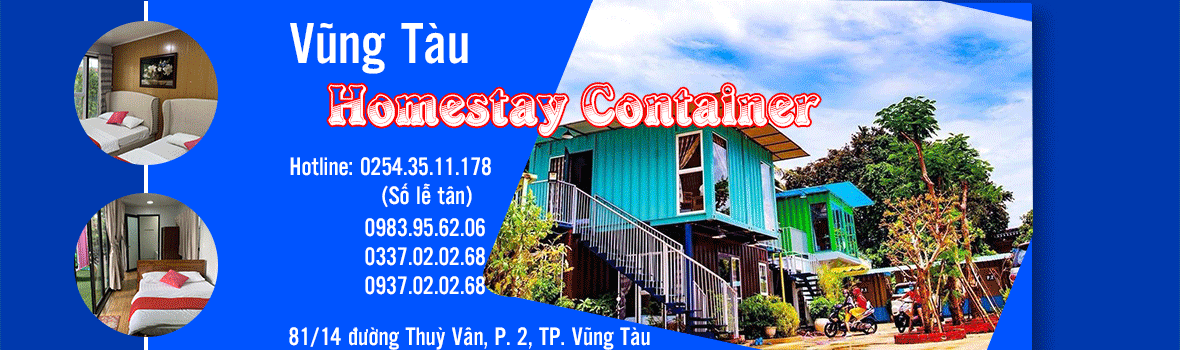 Vũng Tàu
Homestay Container
Hotline: 0254.35.11.178
(Số lễ tân)
0983.95.62.06
0337.02.02.68
0937.02.02.68
81/14 đường Thuỳ Vân, P. 2, TP. Vũng Tàu